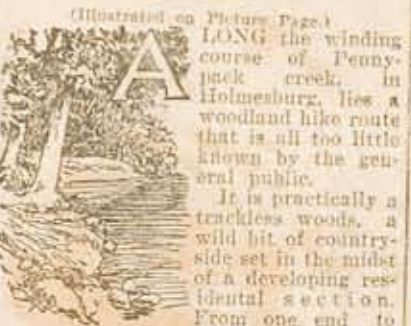 (Illustrated on Picture Page.)
ALONG the winding
course of Penny-
pack creek, in
Holmesburg, lies a
woodland hike route
that is all too little
known by the gen-
eral public.
It is practically a
trackless woods, a
wild bit of country-
side set in the midst
of a developing res-
idential section.
From one end to